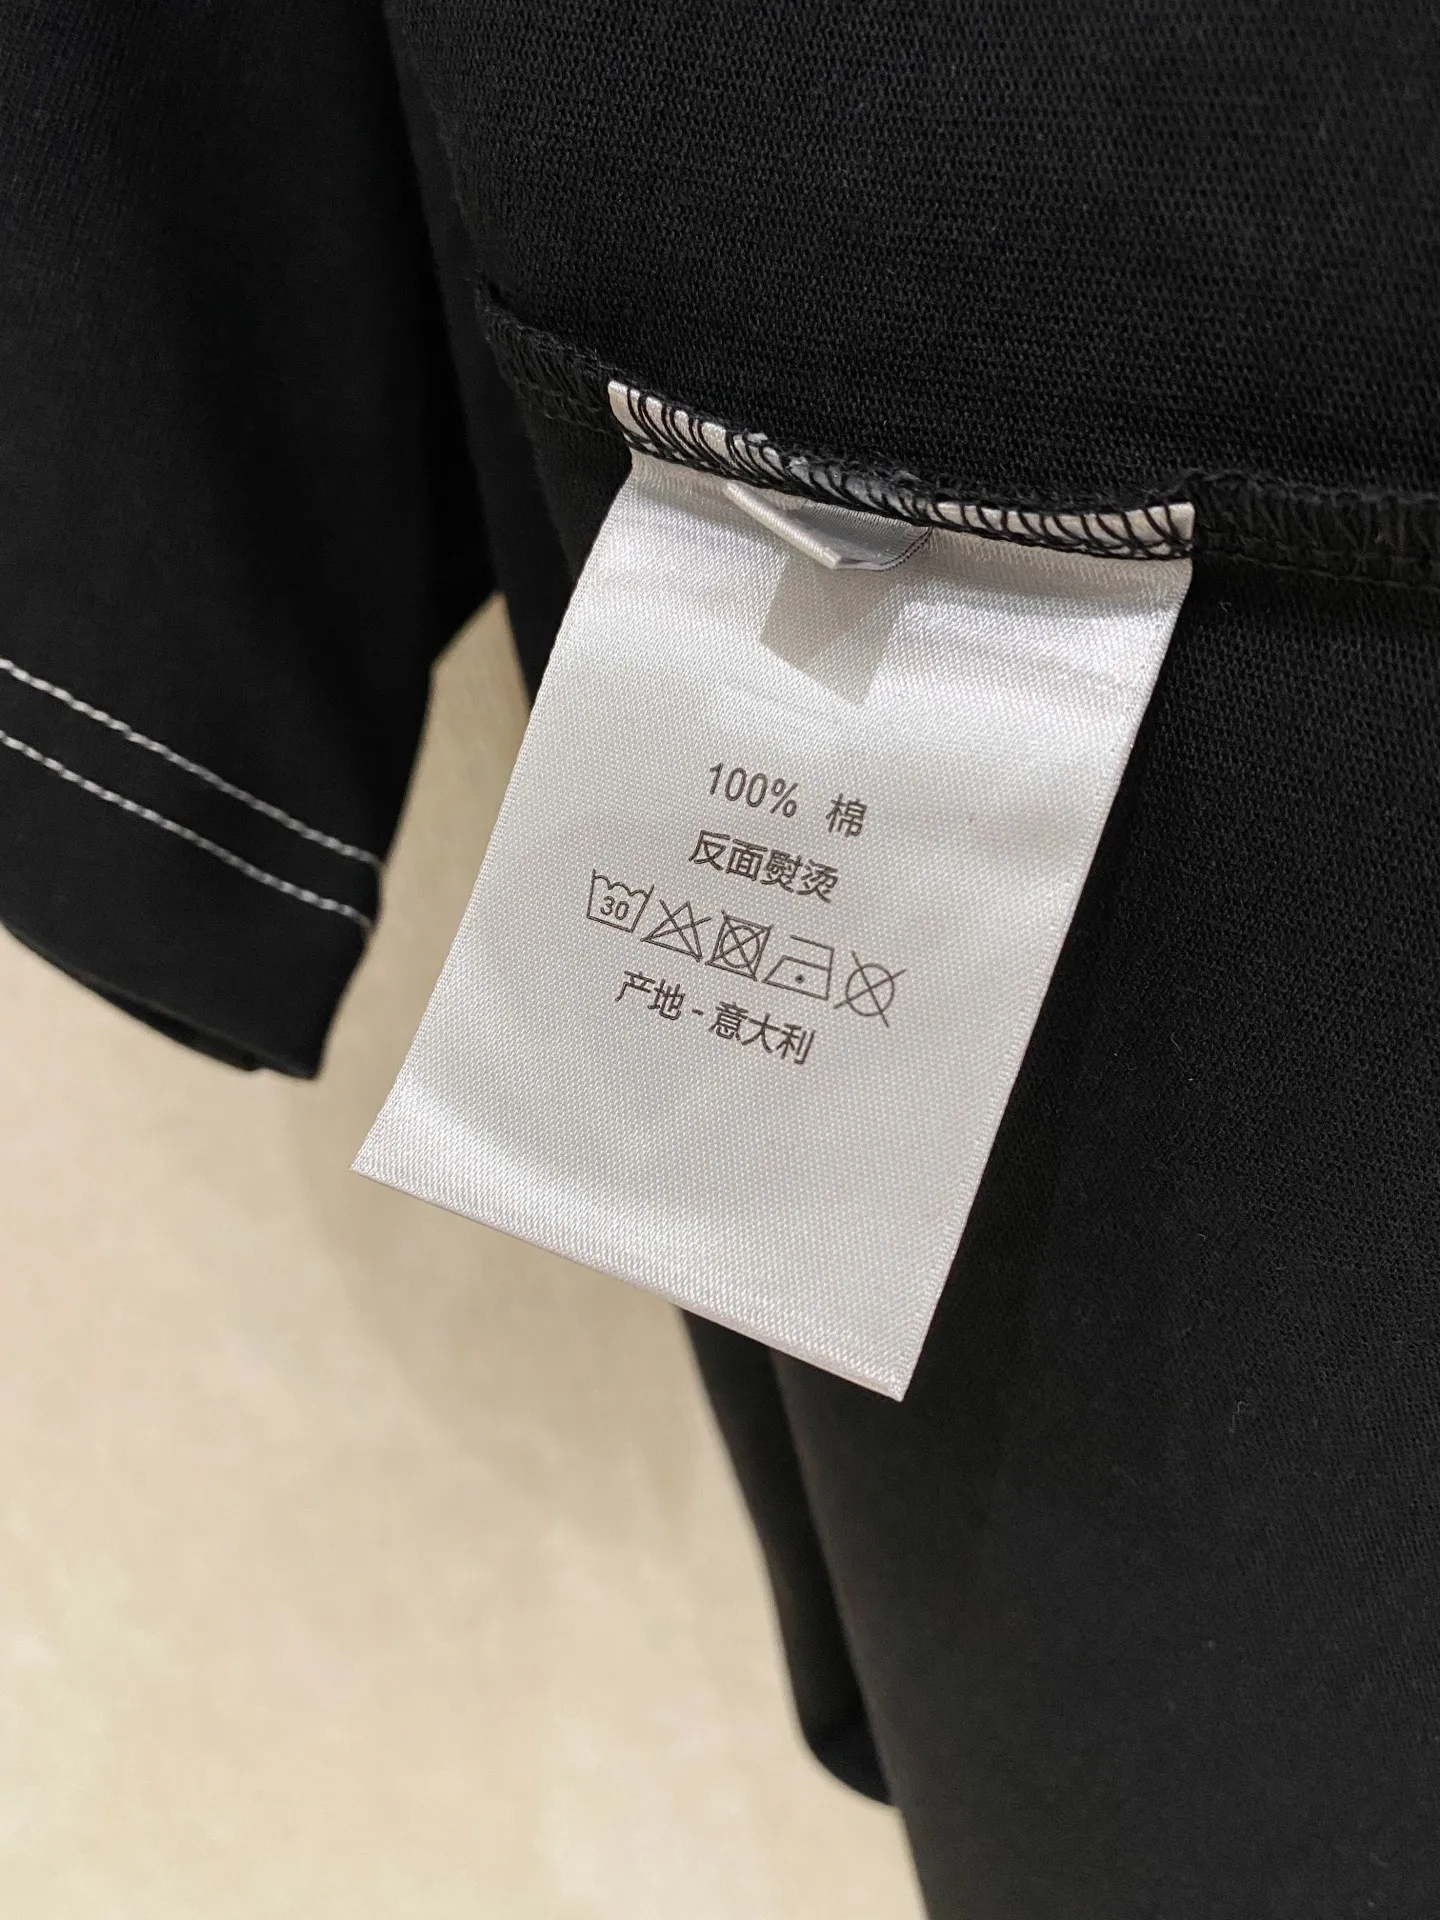 100% 棉
反面熨烫
30
产地 - 意大利